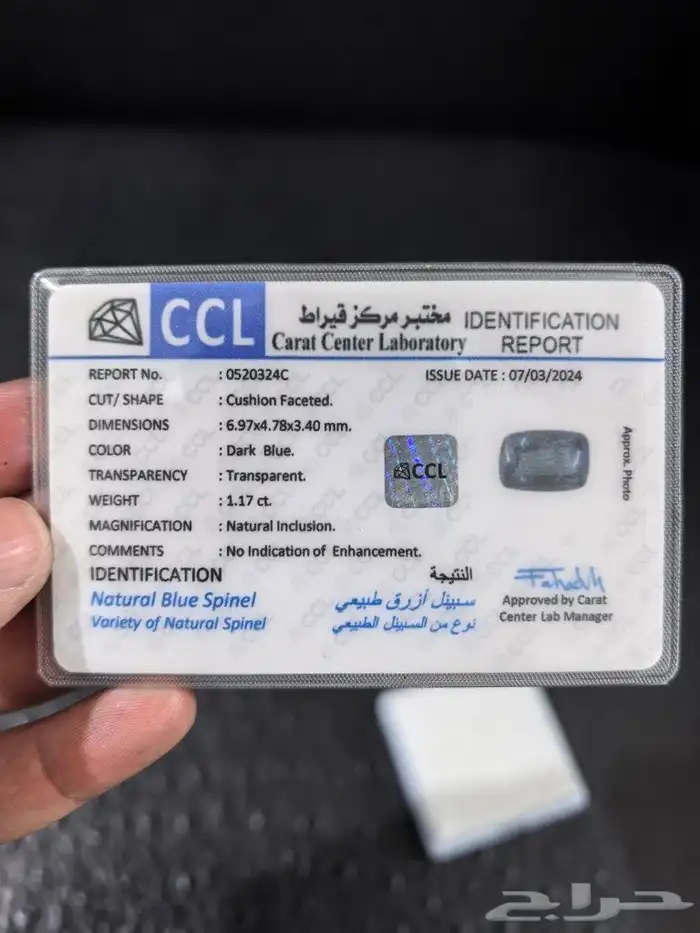 CCL
مختبر مركز قيراط
Carat Center Laboratory
IDENTIFICATION
REPORT
REPORT No. : 0520324C
ISSUE DATE : 07/03/2024
CUT/ SHAPE : Cushion Faceted.
DIMENSIONS : 6.97x4.78x3.40 mm.
COLOR : Dark Blue.
TRANSPARENCY : Transparent.
WEIGHT : 1.17 ct.
MAGNIFICATION : Natural Inclusion.
COMMENTS : No Indication of Enhancement.
CCL
Approx. Photo
IDENTIFICATION
النتيجة
Natural Blue Spinel
سبينل أزرق طبيعي
Variety of Natural Spinel
نوع من السبينل الطبيعي
Approved by Carat
Center Lab Manager
حراج